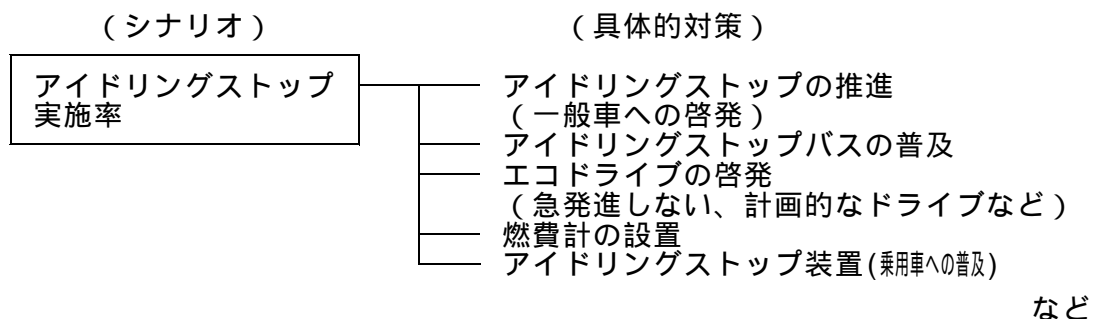 （シナリオ）
（具体的対策）
アイドリングストップ
実施率
アイドリングストップの推進
（一般車への啓発）
アイドリングストップバスの普及
エコドライブの啓発
（急発進しない、計画的なドライブなど）
燃費計の設置
アイドリングストップ装置(乗用車への普及)
など